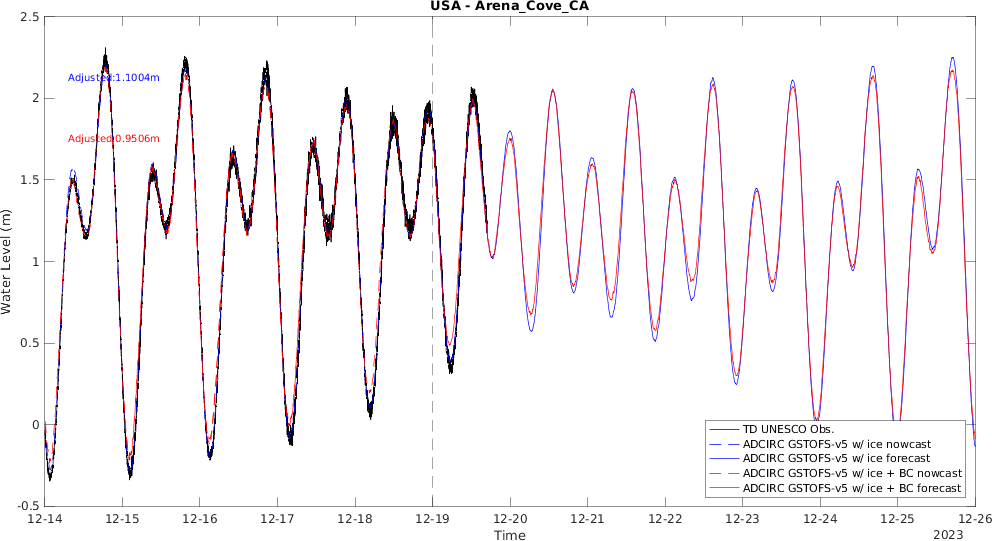 USA - Arena_Cove_CA
2.5
2
1.5
1
0.5
0
-0.5
Water Level (m)
Adjusted:1.1004m
Adjusted:0.9506m
TD UNESCO Obs.
ADCIRC GSTOFS-v5 w/ ice nowcast
ADCIRC GSTOFS-v5 w/ ice forecast
ADCIRC GSTOFS-v5 w/ ice + BC nowcast
ADCIRC GSTOFS-v5 w/ ice + BC forecast
12-14 12-15 12-16 12-17 12-18 12-19 12-20 12-21 12-22 12-23 12-24 12-25 12-26
Time
2023